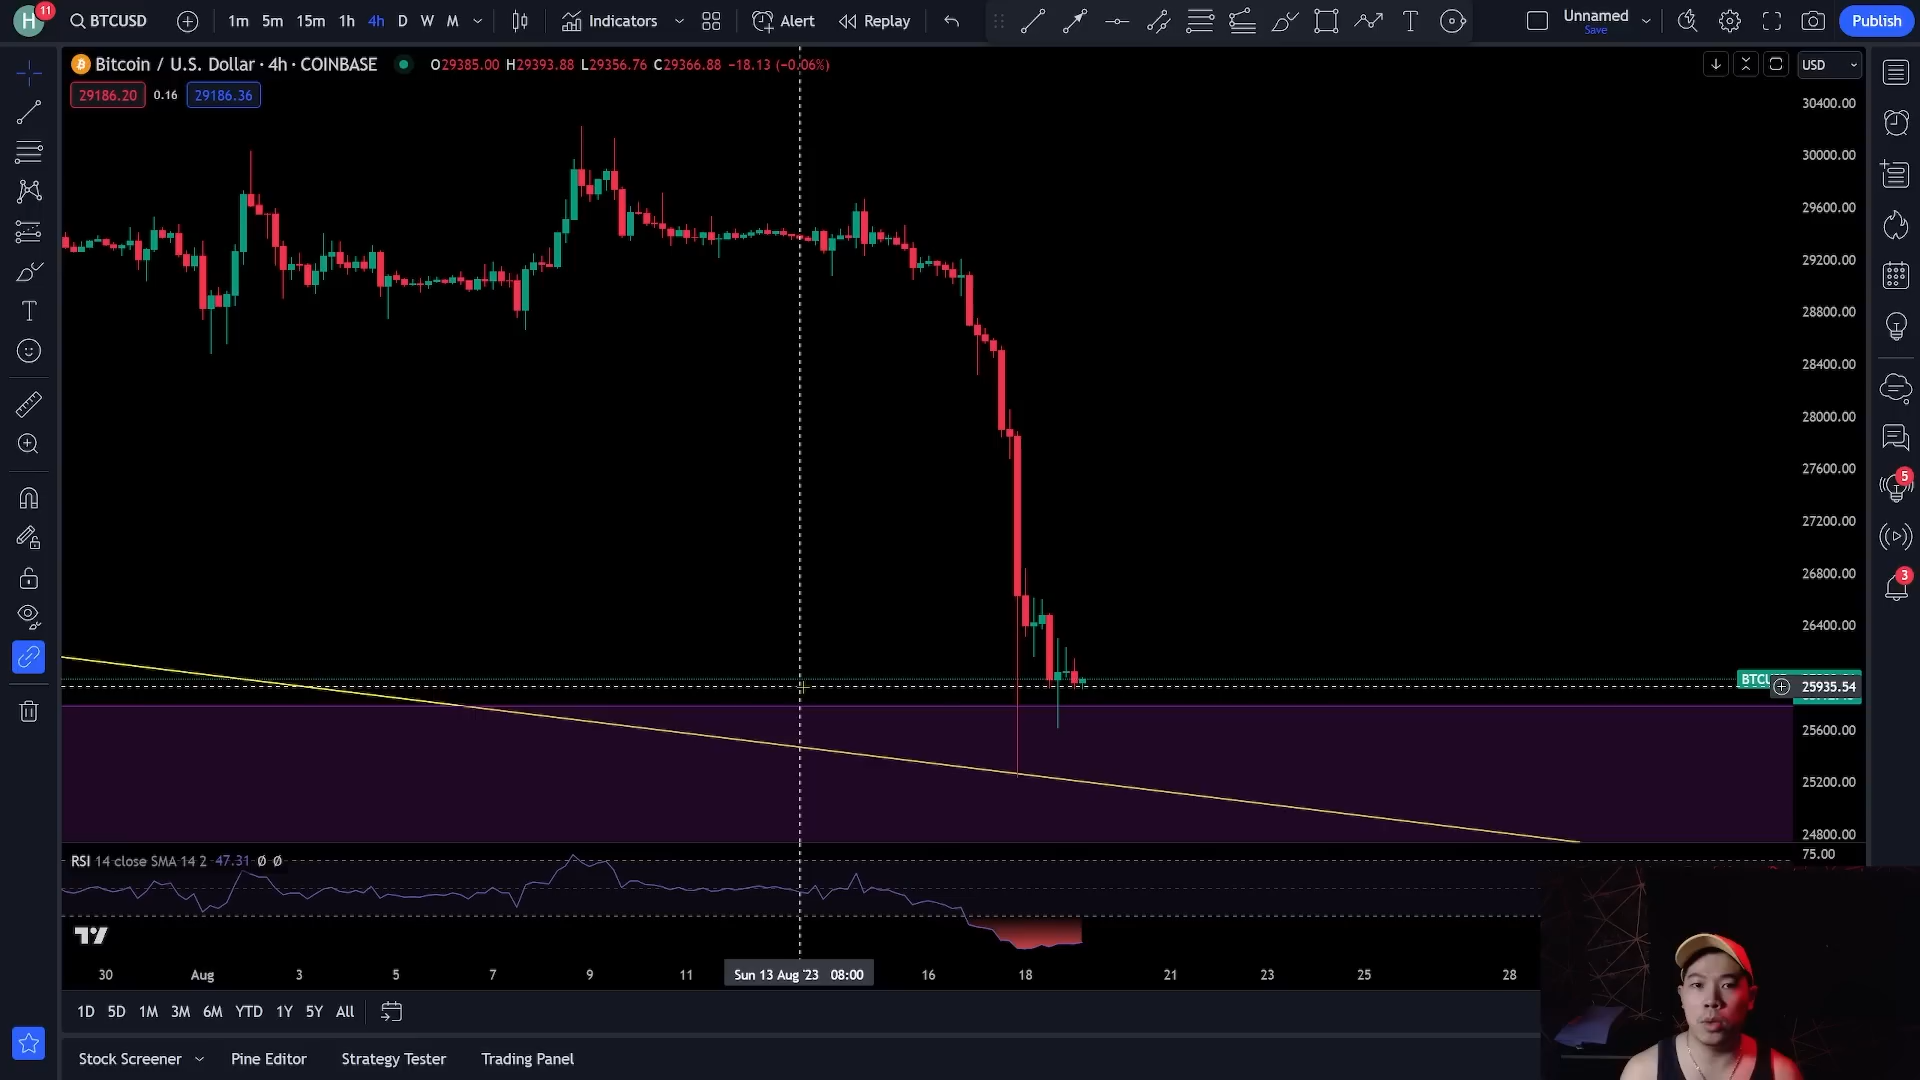 H 11 BTCUSD 1m 5m 15m 1h 4h D W M Indicators Alert Replay Unnamed Save Publish
Bitcoin / U.S. Dollar · 4h · COINBASE O29385.00 H29393.88 L29356.76 C29366.88 −18.13 (−0.06%) USD
29186.20 0.16 29186.36
30400.00
30000.00
29600.00
29200.00
28800.00
28400.00
28000.00
27600.00
27200.00
26800.00
26400.00
25935.54
25600.00
25200.00
24800.00
75.00
5
3
RSI 14 close SMA 14 2 47.31 Ø Ø
30 Aug 3 5 7 9 11 Sun 13 Aug '23 08:00 16 18 21 23 25 28
1D 5D 1M 3M 6M YTD 1Y 5Y All
Stock Screener Pine Editor Strategy Tester Trading Panel